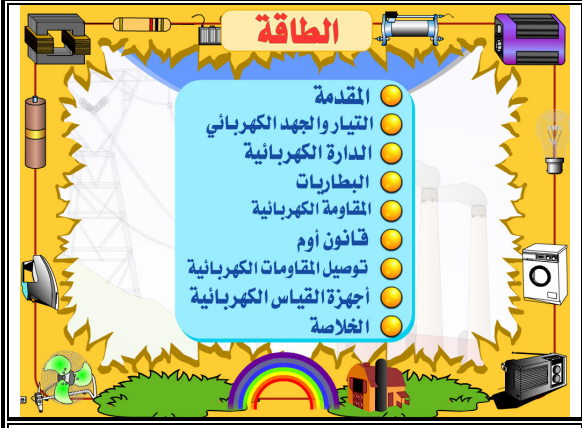 الطاقة
المقدمة
التيار والجهد الكهربائي
الدارة الكهربائية
البطاريات
المقاومة الكهربائية
قانون أوم
توصيل المقاومات الكهربائية
أجهزة القياس الكهربائية
الخلاصة